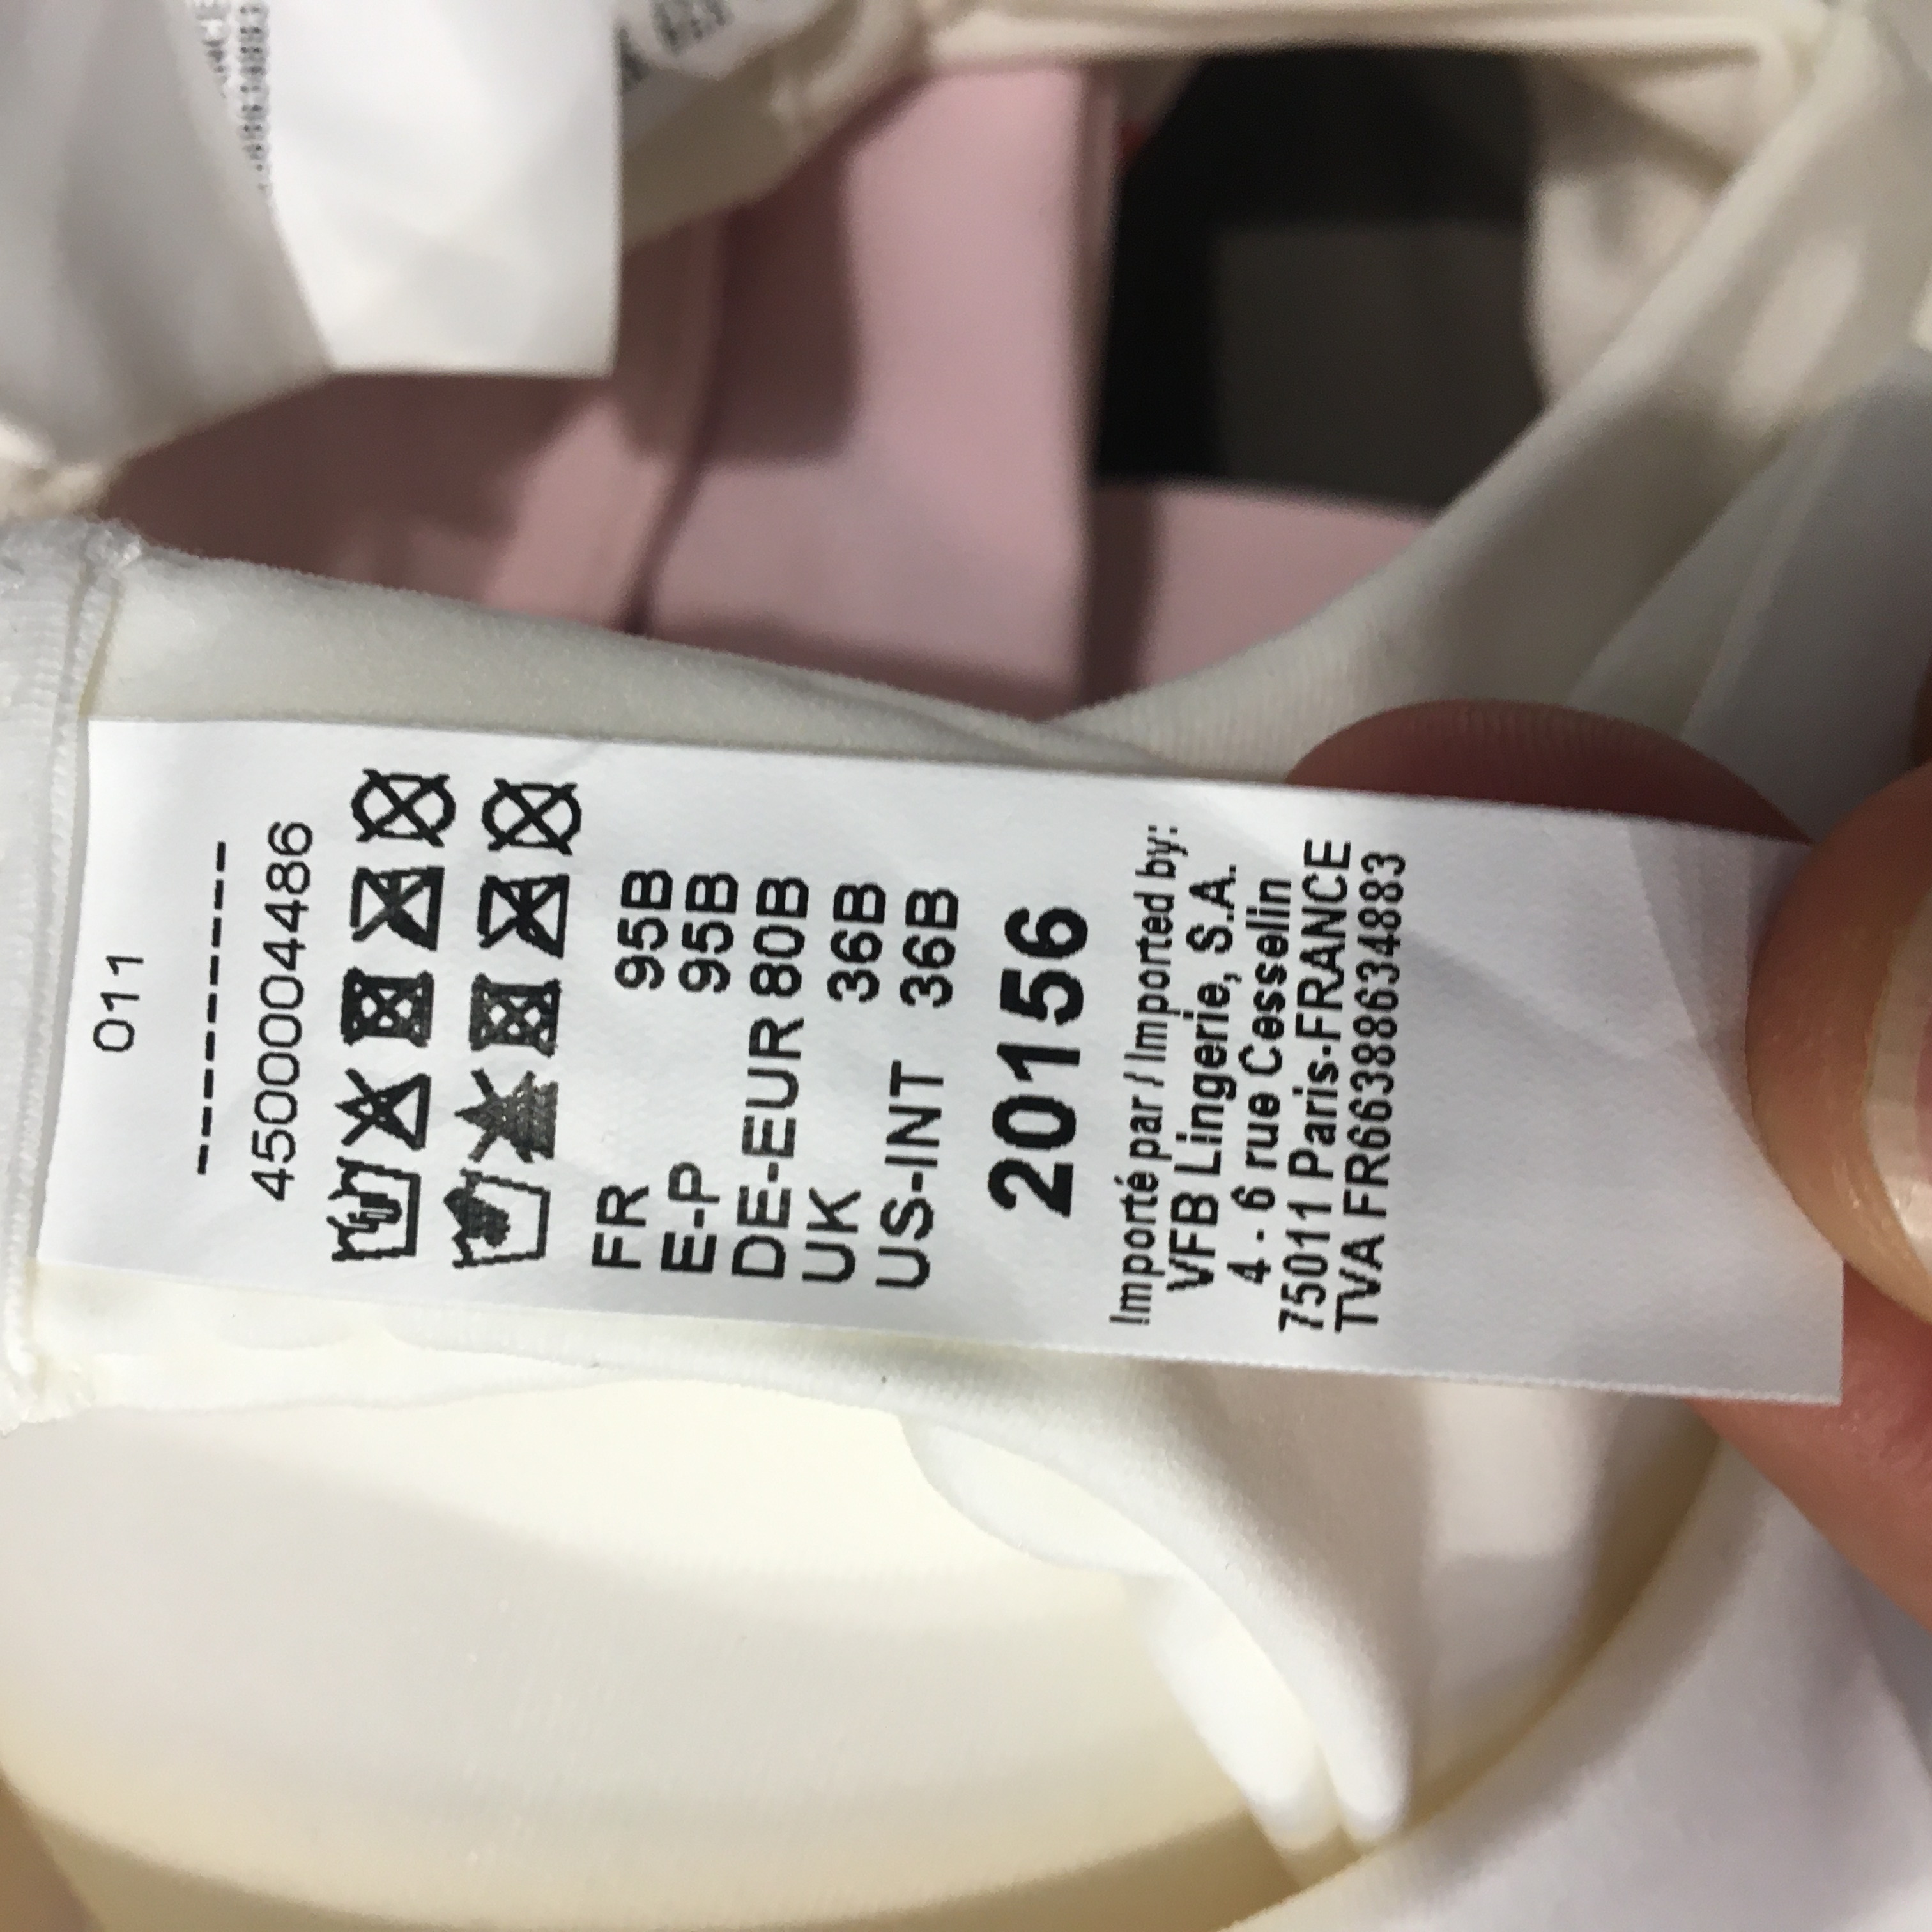 011
---------
4500004486
FR 95B
E-P 95B
DE-EUR 80B
UK 36B
US-INT 36B
20156
Importé par / Imported by:
VFB Lingerie, S.A.
4 - 6 rue Cesselin
75011 Paris-FRANCE
TVA FR66388634883